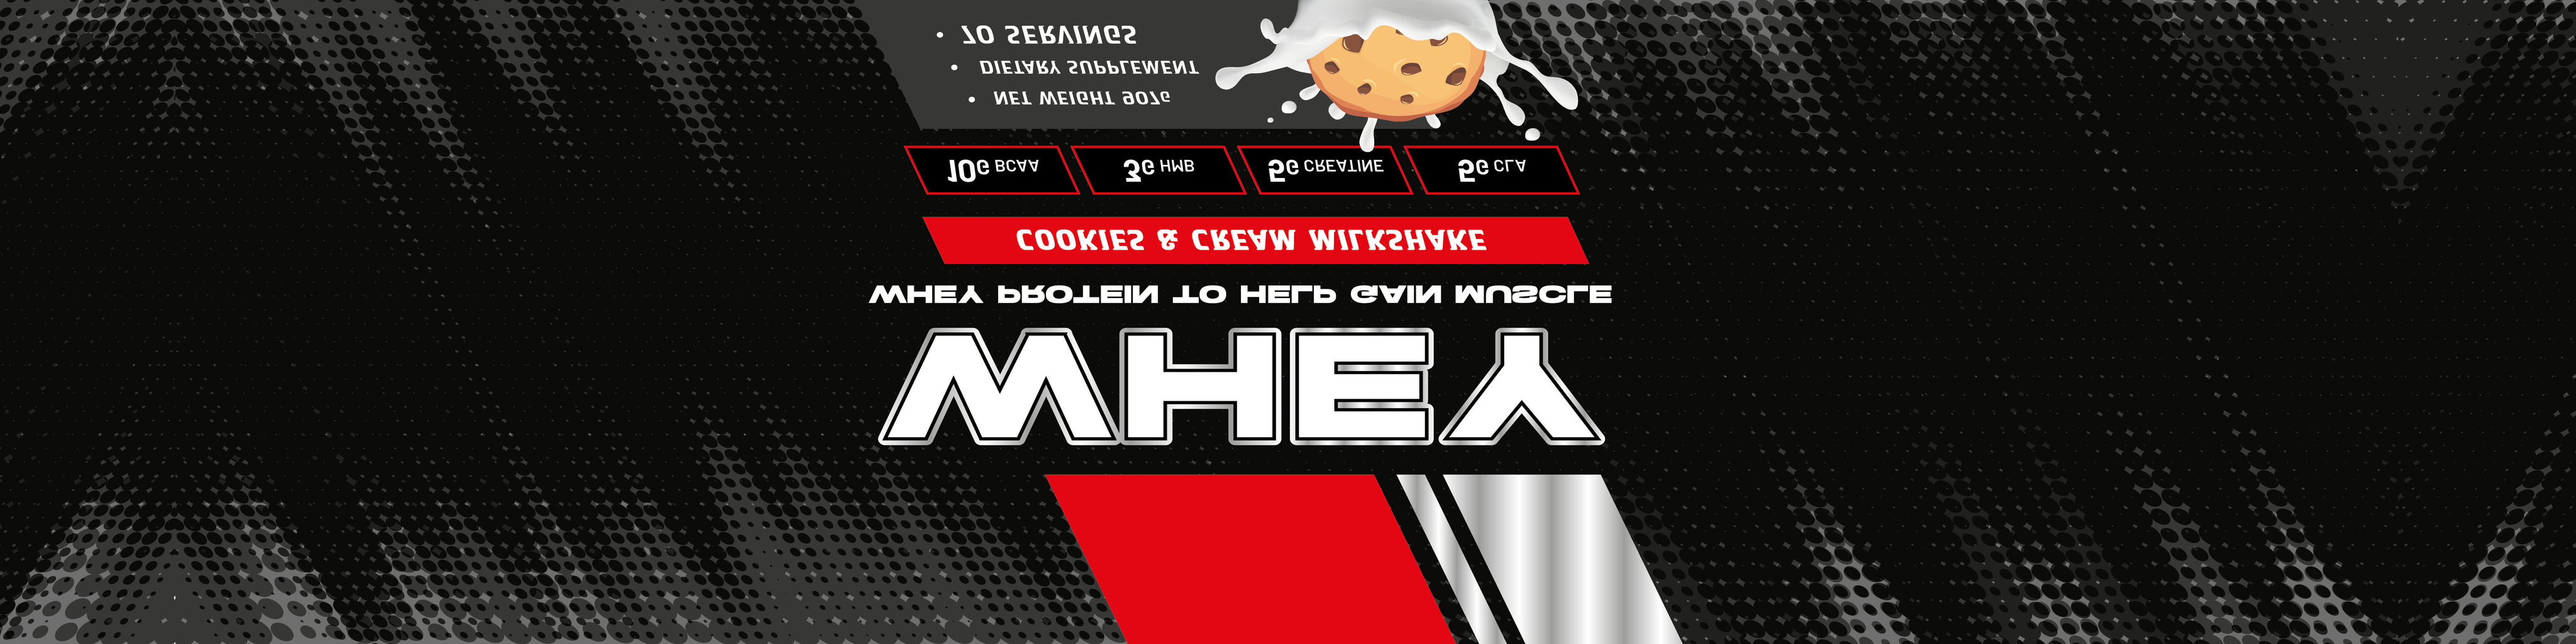 WHEY
WHEY PROTEIN TO HELP GAIN MUSCLE
COOKIES & CREAM MILKSHAKE
10G BCAA
3G HMB
5G CREATINE
5G CLA
• NET WEIGHT 907G
• DIETARY SUPPLEMENT
• 70 SERVINGS